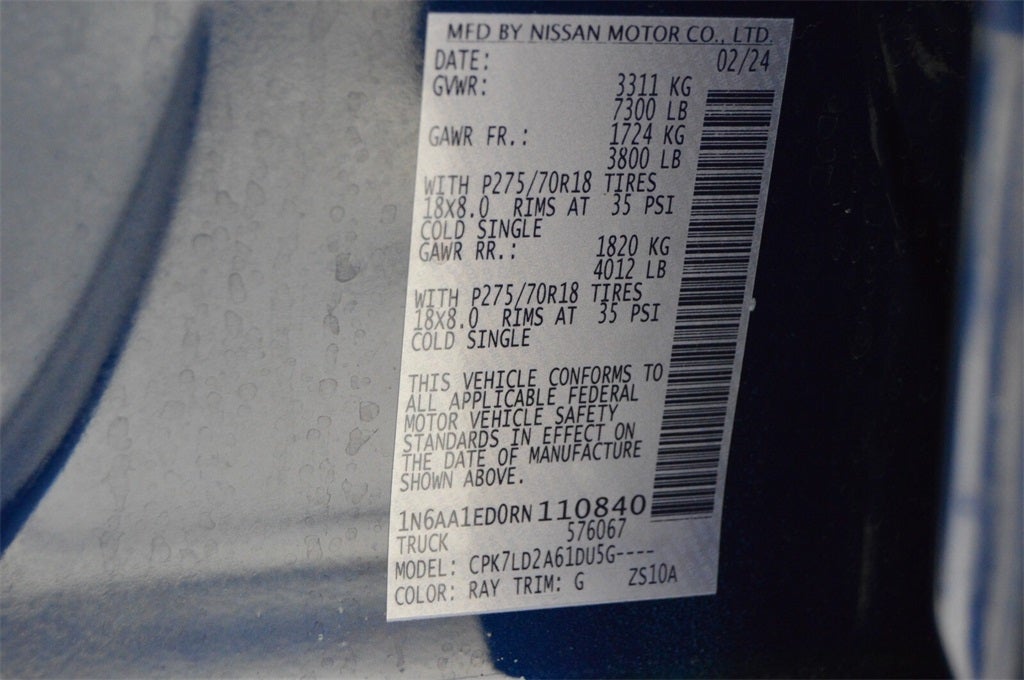 MFD BY NISSAN MOTOR CO., LTD.
DATE: 02/24
GVWR: 3311 KG
7300 LB
GAWR FR.: 1724 KG
3800 LB
WITH P275/70R18 TIRES
18X8.0 RIMS AT 35 PSI
COLD SINGLE
GAWR RR.: 1820 KG
4012 LB
WITH P275/70R18 TIRES
18X8.0 RIMS AT 35 PSI
COLD SINGLE
THIS VEHICLE CONFORMS TO
ALL APPLICABLE FEDERAL
MOTOR VEHICLE SAFETY
STANDARDS IN EFFECT ON
THE DATE OF MANUFACTURE
SHOWN ABOVE.
1N6AA1ED0RN110840
TRUCK 576067
MODEL: CPK7LD2A61DU5G----
COLOR: RAY TRIM: G ZS10A